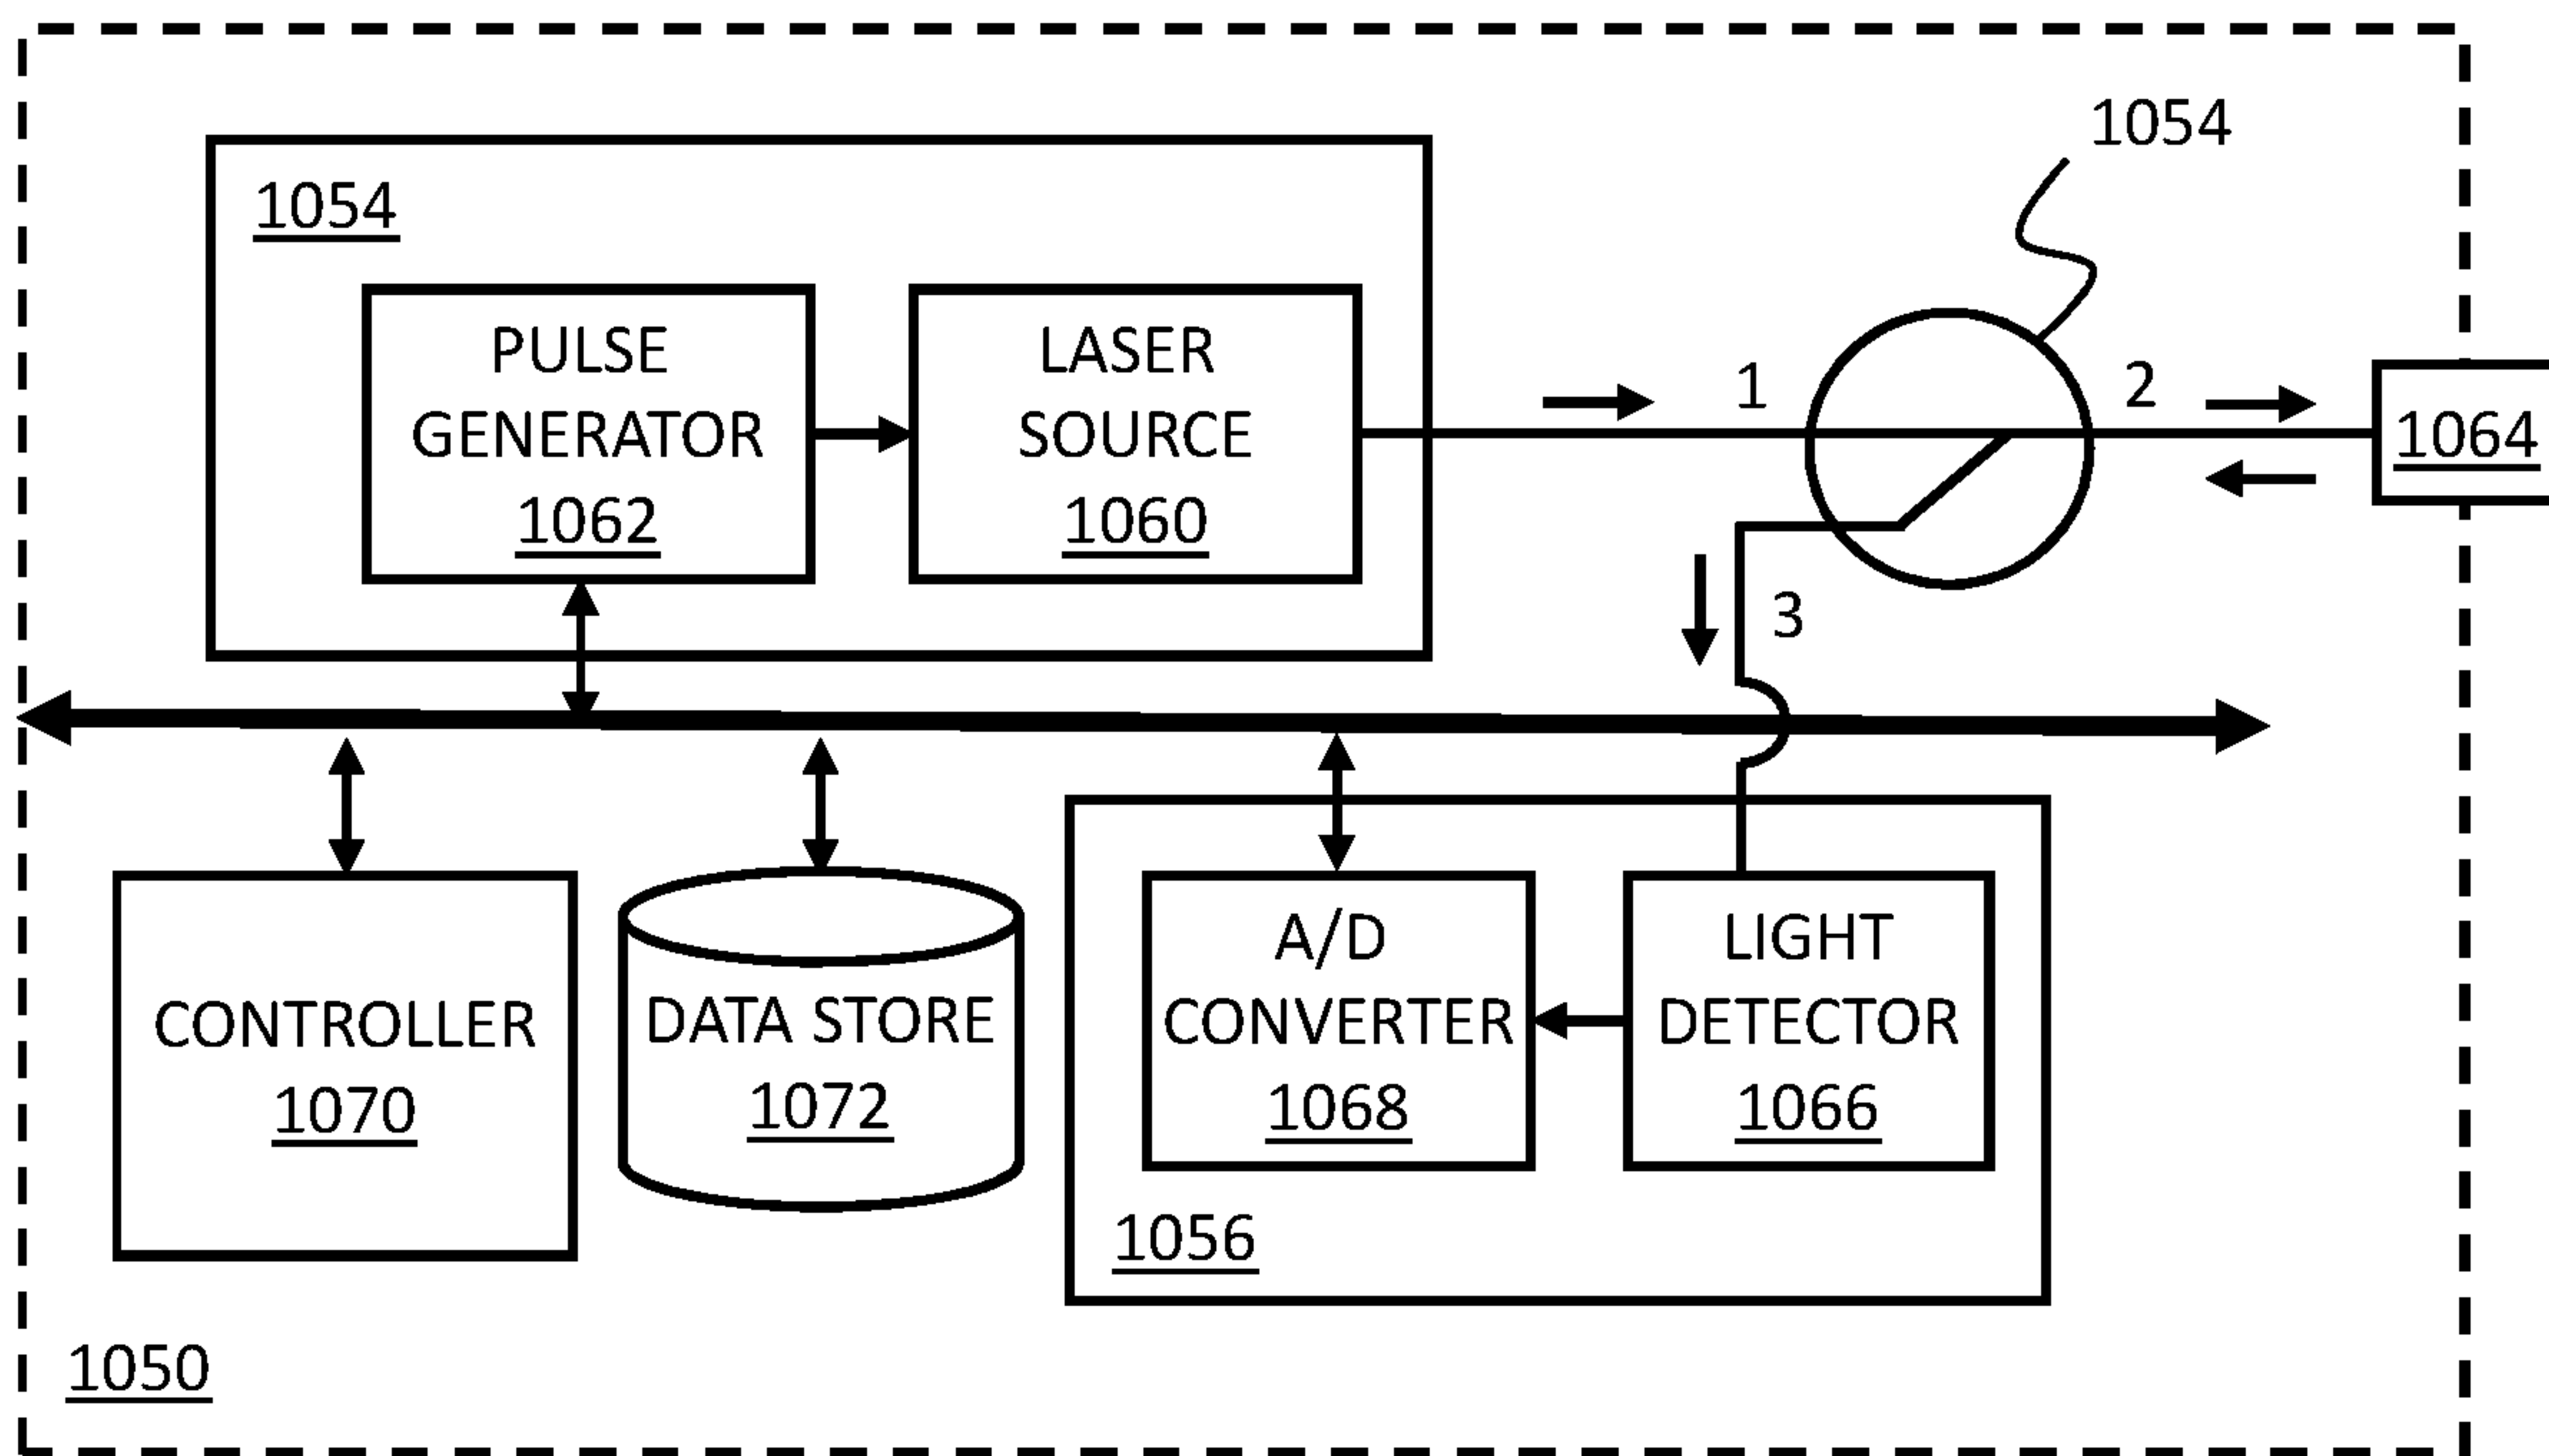 1054
1054
PULSE
GENERATOR
1062
LASER
SOURCE
1060
1
2
1064
3
CONTROLLER
1070
DATA STORE
1072
A/D
CONVERTER
1068
LIGHT
DETECTOR
1066
1056
1050